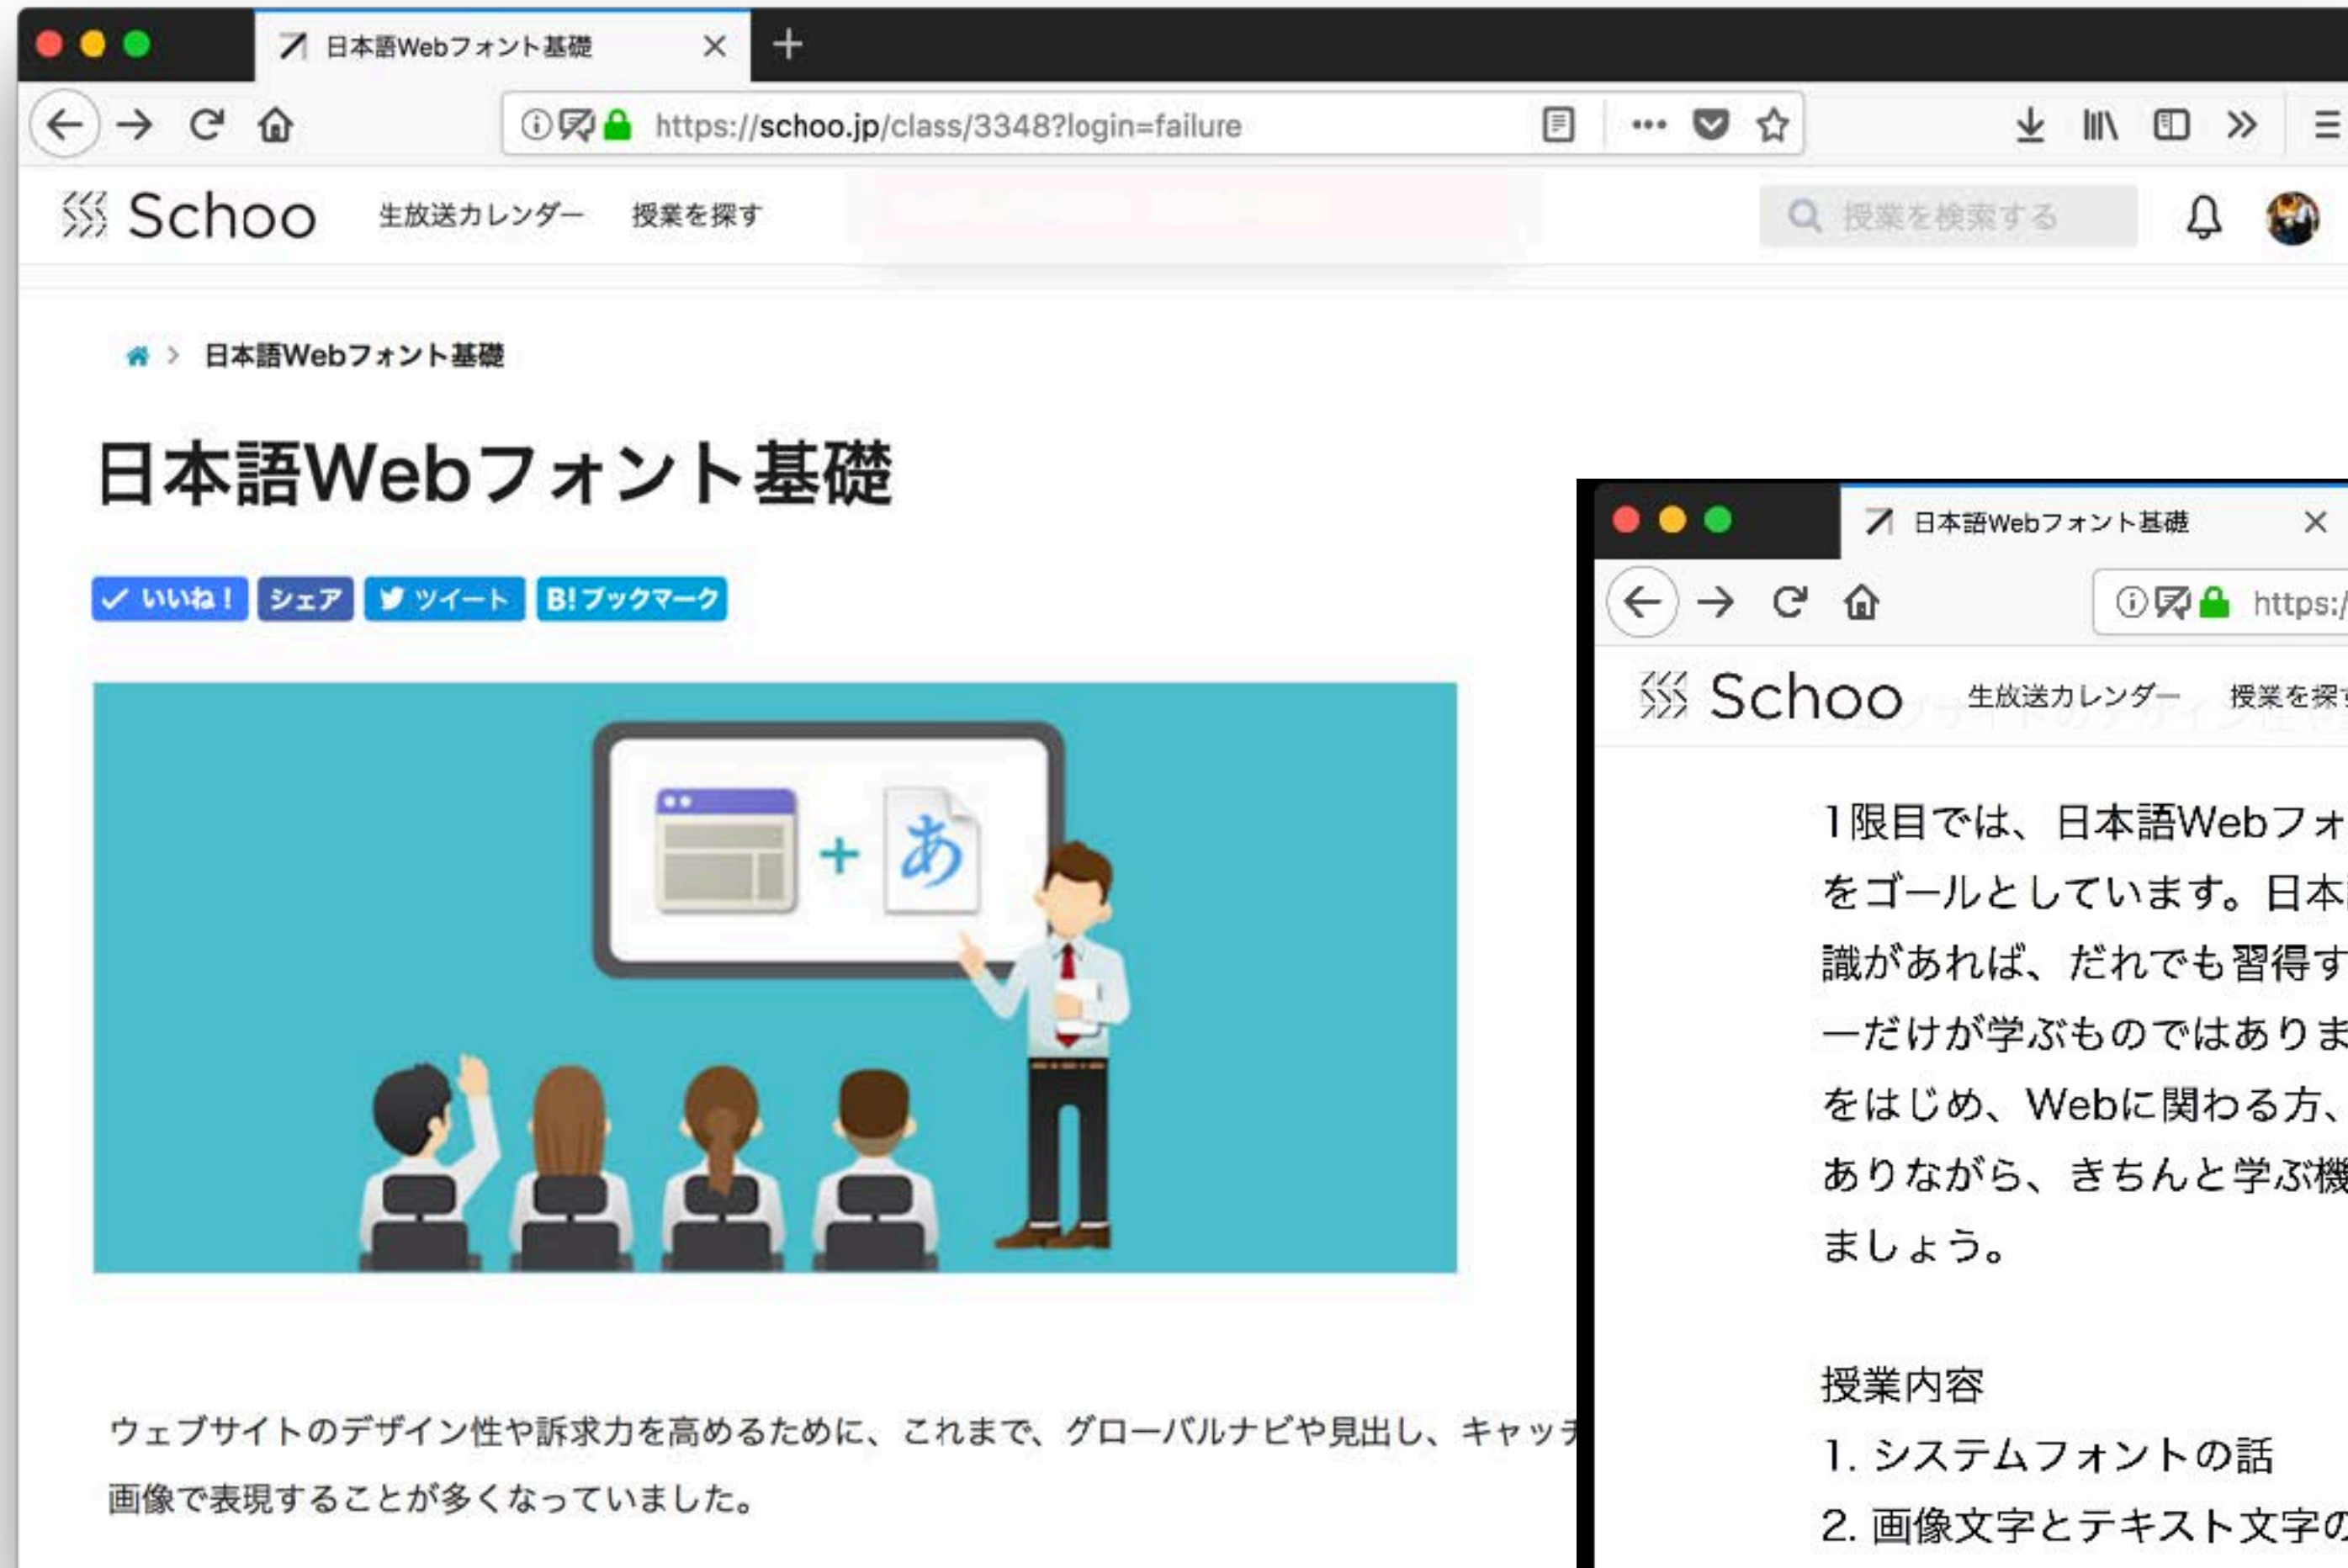 日本語Webフォント基礎
https://schoo.jp/class/3348?login=failure
Schoo
生放送カレンダー
授業を探す
授業を検索する
日本語Webフォント基礎
日本語Webフォント基礎
いいね！
シェア
ツイート
B! ブックマーク
あ
ウェブサイトのデザイン性や訴求力を高めるために、これまで、グローバルナビや見出し、キャッチ
画像で表現することが多くなっていました。
日本語Webフォント基礎
https:/
Schoo
生放送カレンダー
授業を探す
1限目では、日本語Webフォ
をゴールとしています。日本
識があれば、だれでも習得す
ーだけが学ぶものではありま
をはじめ、Webに関わる方、
ありながら、きちんと学ぶ機
ましょう。
授業内容
1. システムフォントの話
2. 画像文字とテキスト文字の